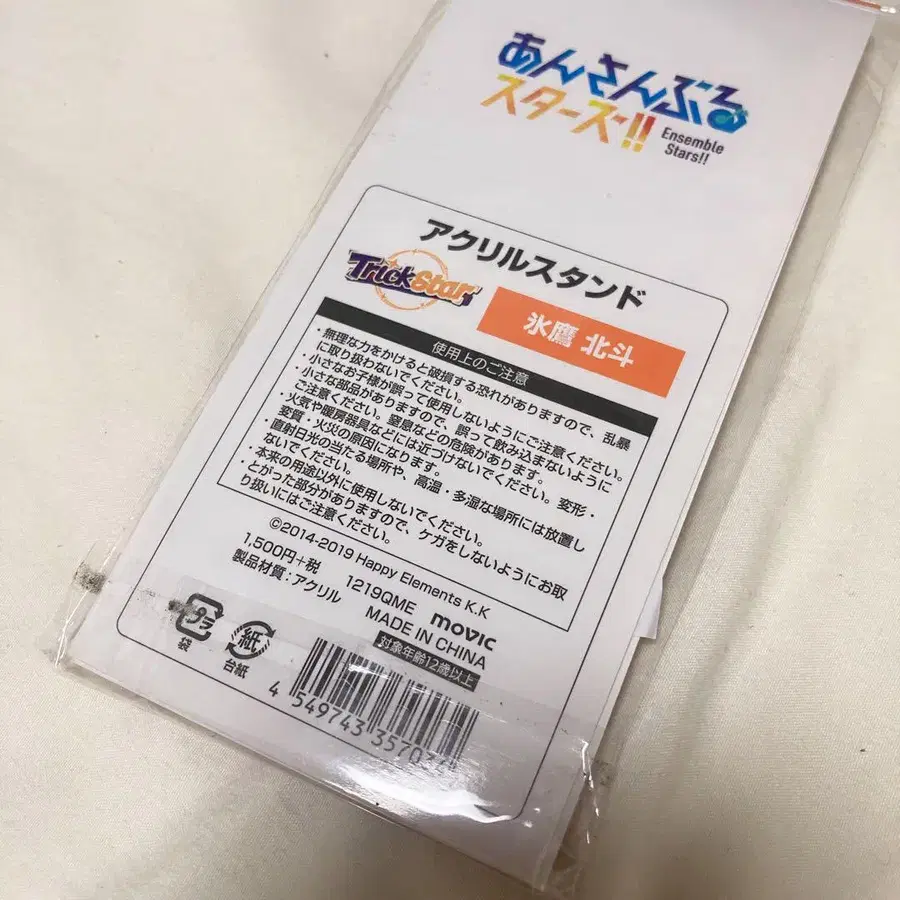 あんさんぶる
スターズ!!
Ensemble
Stars!!
アクリルスタンド
TrickStar
氷鷹 北斗
使用上のご注意
・無理な力をかけると破損する恐れがありますので、乱暴
に取り扱わないでください。
・小さなお子様が誤って使用しないようにご注意ください。
・小さな部品がありますので、誤って飲み込まないように
ご注意ください。窒息などの危険があります。
・火気や暖房器具などには近づけないでください。変形・
変質・火災の原因になります。
・直射日光の当たる場所や、高温・多湿な場所には放置し
ないでください。
・本来の用途以外に使用しないでください。
・とがった部分がありますので、ケガをしないようにお取
り扱いにはご注意ください。
©2014-2019 Happy Elements K.K
1,500円+税 1219QME movic
製品材質:アクリル MADE IN CHINA
対象年齢12歳以上
プラ
袋
紙
台紙
4 549743 35703